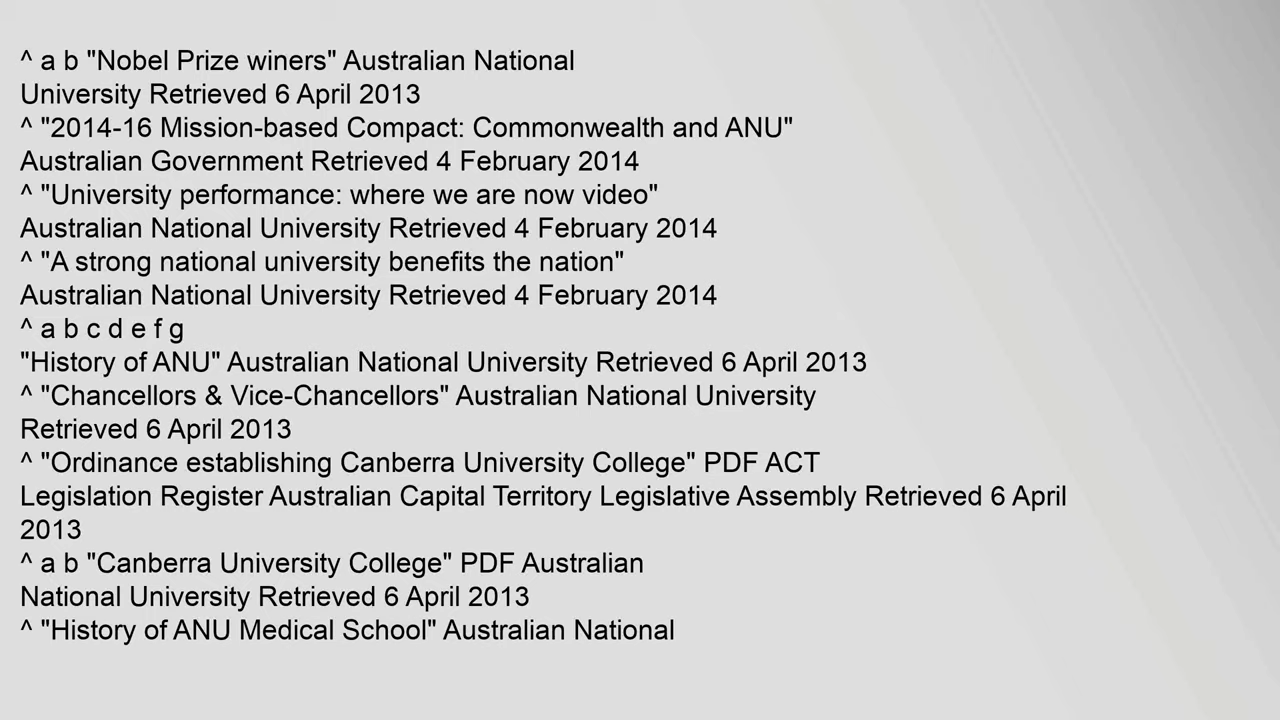 ^ a b "Nobel Prize winers" Australian National
University Retrieved 6 April 2013
^ "2014-16 Mission-based Compact: Commonwealth and ANU"
Australian Government Retrieved 4 February 2014
^ "University performance: where we are now video"
Australian National University Retrieved 4 February 2014
^ "A strong national university benefits the nation"
Australian National University Retrieved 4 February 2014
^ a b c d e f g
"History of ANU" Australian National University Retrieved 6 April 2013
^ "Chancellors & Vice-Chancellors" Australian National University
Retrieved 6 April 2013
^ "Ordinance establishing Canberra University College" PDF ACT
Legislation Register Australian Capital Territory Legislative Assembly Retrieved 6 April
2013
^ a b "Canberra University College" PDF Australian
National University Retrieved 6 April 2013
^ "History of ANU Medical School" Australian National